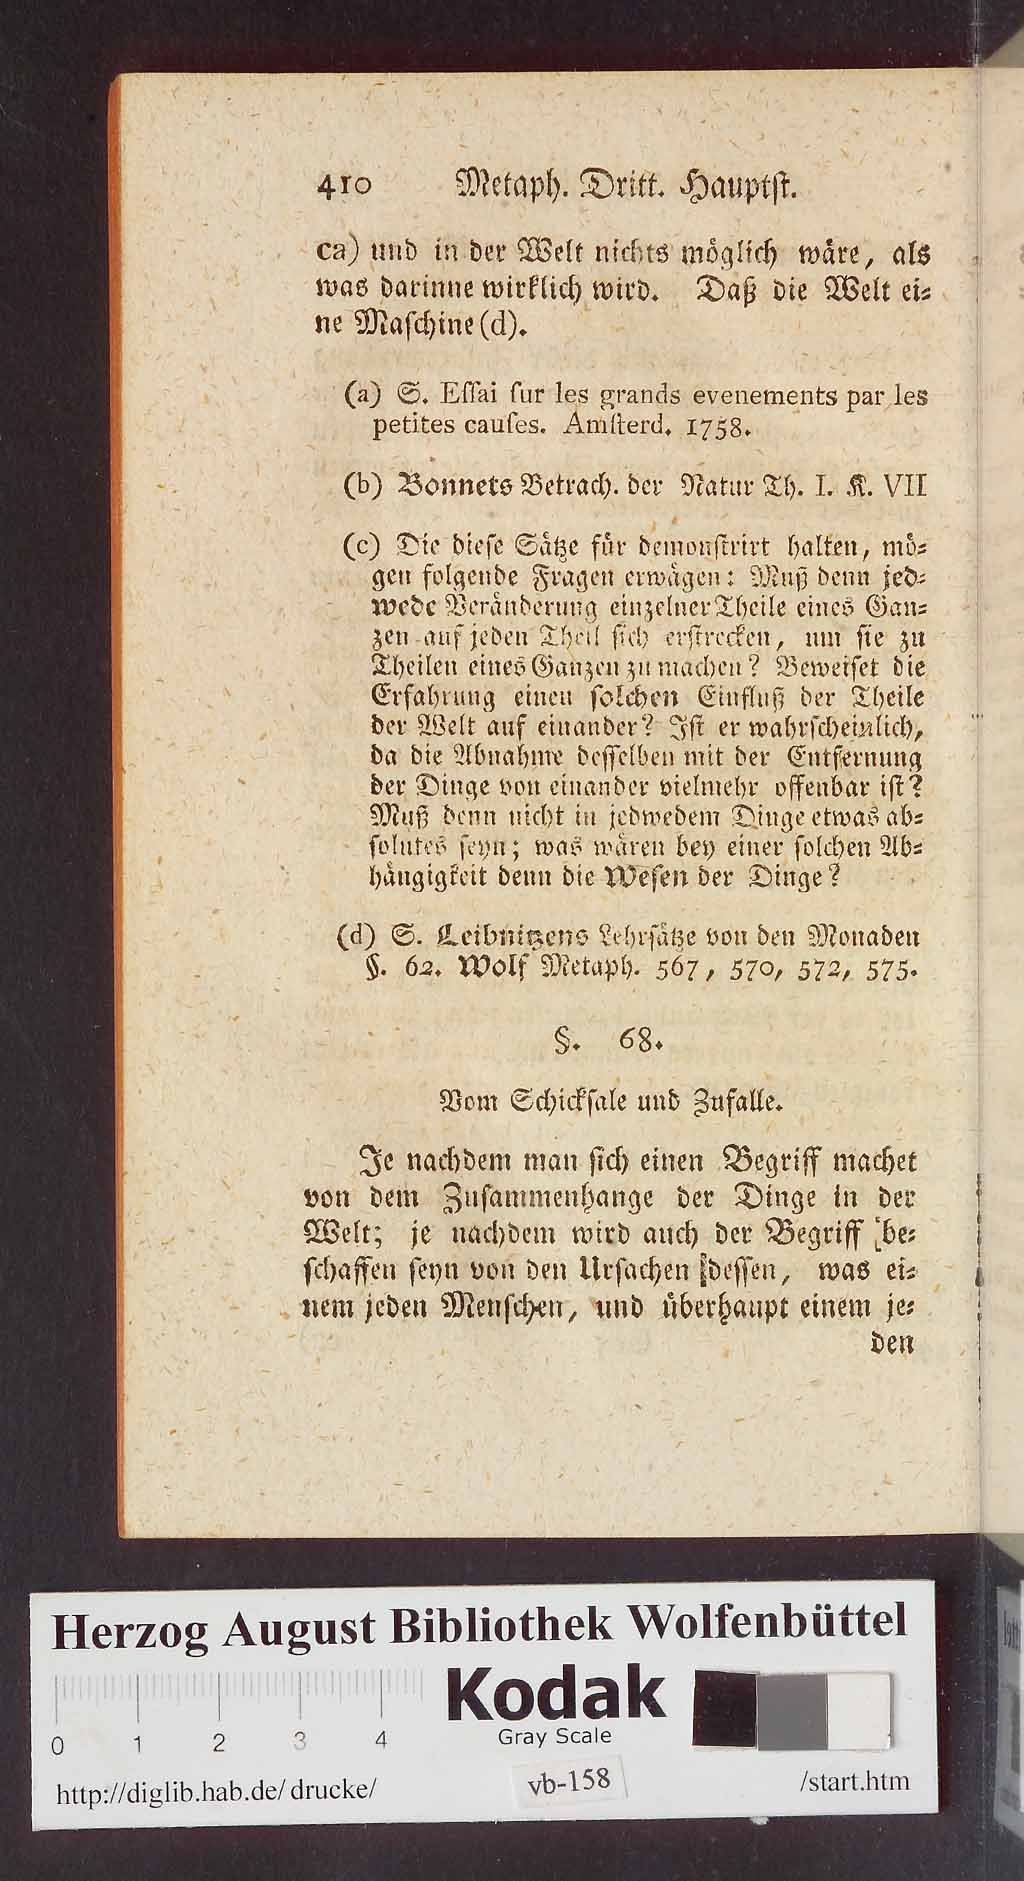 410 Metaph. Dritt. Hauptst.
ca) und in der Welt nichts möglich wäre, als
was darinne wirklich wird. Daß die Welt ei-
ne Maschine (d).
(a) S. Eſſai ſur les grands evenements par les
petites cauſes. Amſterd. 1758.
(b) Bonnets Betrach. der Natur Th. I. K. VII
(c) Die diese Sätze für demonstrirt halten, mö-
gen folgende Fragen erwägen: Muß denn jed-
wede Veränderung einzelner Theile eines Gan-
zen auf jeden Theil sich erstrecken, um sie zu
Theilen eines Ganzen zu machen? Beweiset die
Erfahrung einen solchen Einfluß der Theile
der Welt auf einander? Ist er wahrscheinlich,
da die Abnahme desselben mit der Entfernung
der Dinge von einander vielmehr offenbar ist?
Muß denn nicht in jedwedem Dinge etwas ab-
solutes seyn; was wären bey einer solchen Ab-
hängigkeit denn die Wesen der Dinge?
(d) S. Leibnitzens Lehrsätze von den Monaden
§. 62. Wolf Metaph. 567, 570, 572, 575.
§. 68.
Vom Schicksale und Zufalle.
Je nachdem man sich einen Begriff machet
von dem Zusammenhange der Dinge in der
Welt; je nachdem wird auch der Begriff be-
schaffen seyn von den Ursachen dessen, was ei-
nem jeden Menschen, und überhaupt einem je-
den
Herzog August Bibliothek Wolfenbüttel
Kodak
Gray Scale
0 1 2 3 4
http://diglib.hab.de/drucke/ vb-158 /start.htm